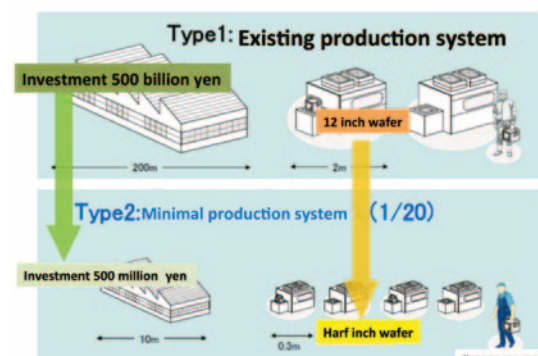 Type1: Existing production system
Investment 500 billion yen
12 inch wafer
200m
2m
Type2:Minimal production system (1/20)
Investment 500 million yen
10m
Harf inch wafer
0.3m